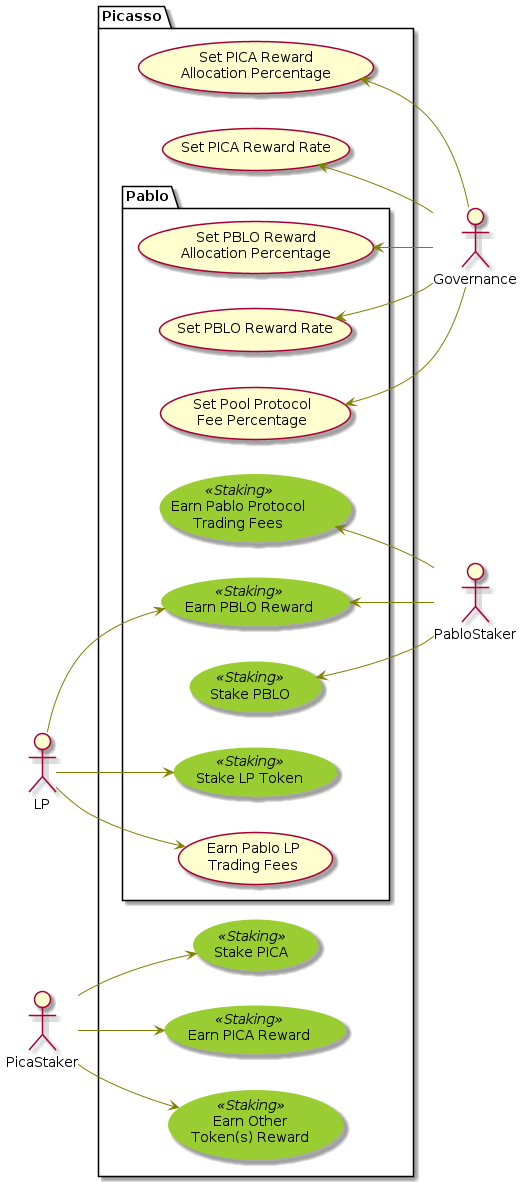 Picasso
Set PICA Reward
Allocation Percentage
Set PICA Reward Rate
Pablo
Set PBLO Reward
Allocation Percentage
Governance
Set PBLO Reward Rate
Set Pool Protocol
Fee Percentage
«Staking»
Earn Pablo Protocol
Trading Fees
«Staking»
Earn PBLO Reward
PabloStaker
«Staking»
Stake PBLO
«Staking»
Stake LP Token
LP
Earn Pablo LP
Trading Fees
«Staking»
Stake PICA
«Staking»
Earn PICA Reward
PicaStaker
«Staking»
Earn Other
Token(s) Reward